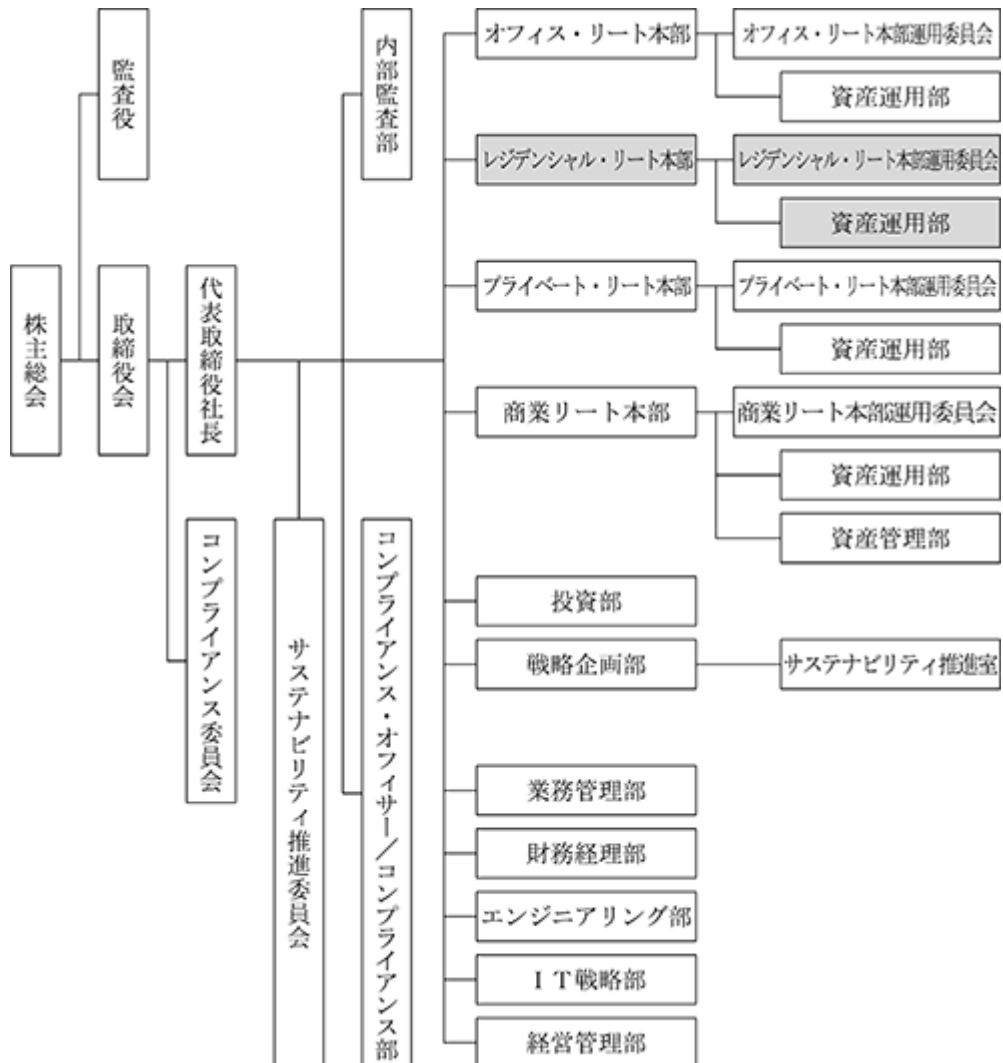 株主総会
監査役
取締役会
代表取締役社長
コンプライアンス委員会
サステナビリティ推進委員会
内部監査部
コンプライアンス・オフィサー／コンプライアンス部
オフィス・リート本部
オフィス・リート本部運用委員会
資産運用部
レジデンシャル・リート本部
レジデンシャル・リート本部運用委員会
資産運用部
プライベート・リート本部
プライベート・リート本部運用委員会
資産運用部
商業リート本部
商業リート本部運用委員会
資産運用部
資産管理部
投資部
戦略企画部
サステナビリティ推進室
業務管理部
財務経理部
エンジニアリング部
ＩＴ戦略部
経営管理部